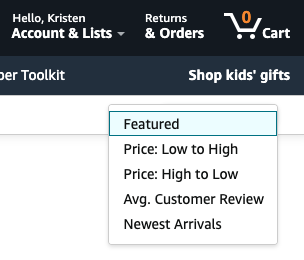 Hello, Kristen
Account & Lists
Returns
& Orders
0
Cart
per Toolkit
Shop kids' gifts
Featured
Price: Low to High
Price: High to Low
Avg. Customer Review
Newest Arrivals